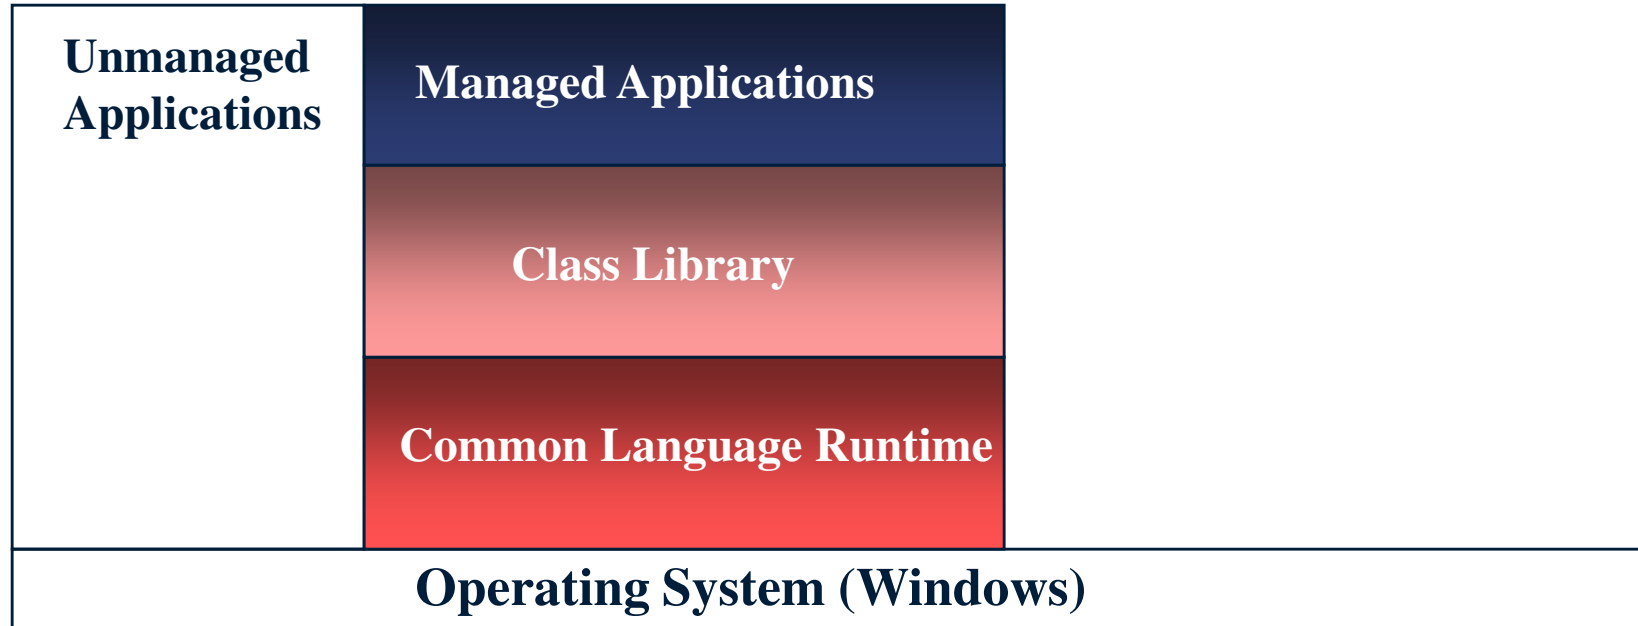 Unmanaged
Applications
Managed Applications
Class Library
Common Language Runtime
Operating System (Windows)